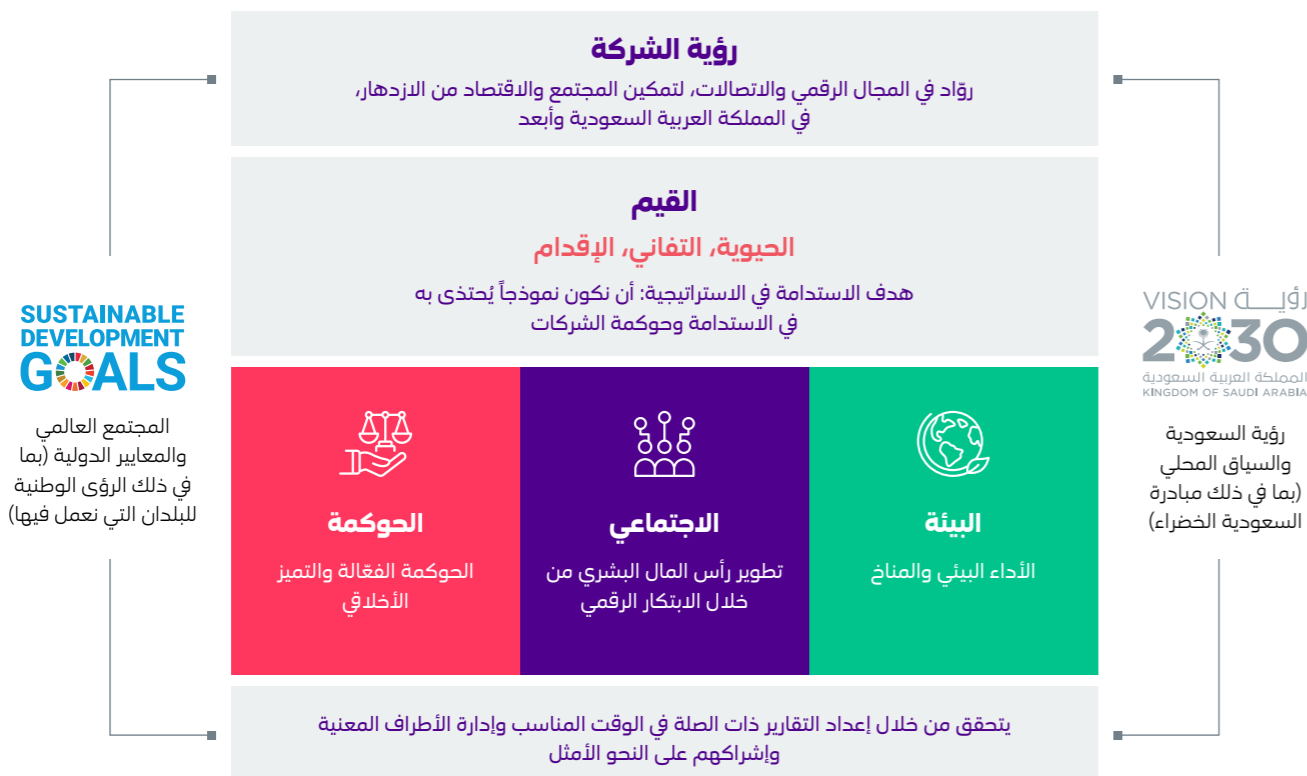 رؤية الشركة
روّاد في المجال الرقمي والاتصالات، لتمكين المجتمع والاقتصاد من الازدهار،
في المملكة العربية السعودية وأبعد
القيم
الحيوية، التفاني، الإقدام
هدف الاستدامة في الاستراتيجية: أن نكون نموذجاً يُحتذى به
في الاستدامة وحوكمة الشركات
VISION رؤيــــة
2030
المملكة العربية السعودية
KINGDOM OF SAUDI ARABIA
رؤية السعودية
والسياق المحلي
(بما في ذلك مبادرة
السعودية الخضراء)
البيئة
الأداء البيئي والمناخ
الاجتماعي
تطوير رأس المال البشري من
خلال الابتكار الرقمي
الحوكمة
الحوكمة الفعّالة والتميز
الأخلاقي
SUSTAINABLE
DEVELOPMENT
GOALS
المجتمع العالمي
والمعايير الدولية (بما
في ذلك الرؤى الوطنية
للبلدان التي نعمل فيها)
يتحقق من خلال إعداد التقارير ذات الصلة في الوقت المناسب وإدارة الأطراف المعنية
وإشراكهم على النحو الأمثل